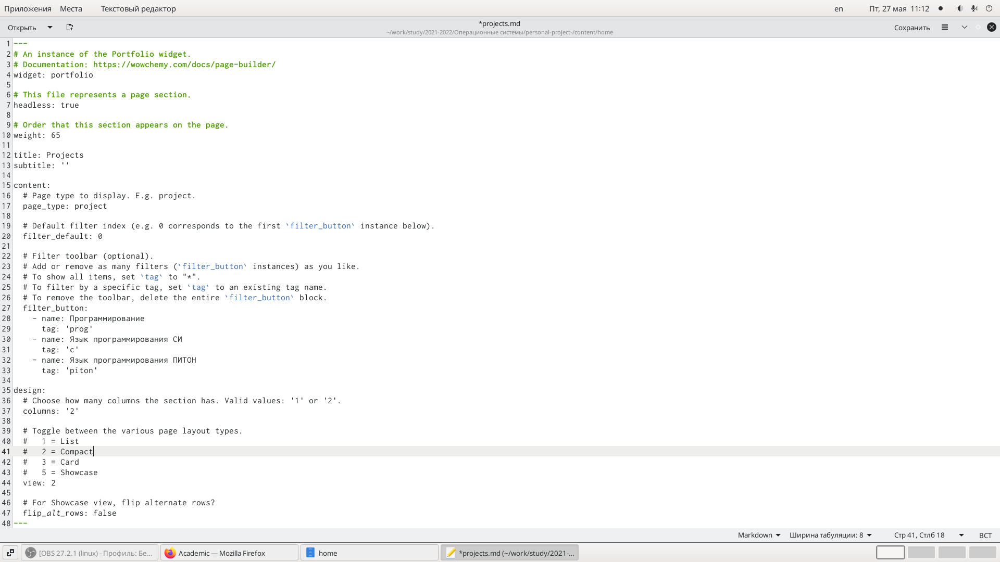 Приложения Места Текстовый редактор en Пт, 27 мая 11:12
Открыть *projects.md Сохранить
~/work/study/2021-2022/Операционные системы/personal-project-/content/home
1 ---
2 # An instance of the Portfolio widget.
3 # Documentation: https://wowchemy.com/docs/page-builder/
4 widget: portfolio
5
6 # This file represents a page section.
7 headless: true
8
9 # Order that this section appears on the page.
10 weight: 65
11
12 title: Projects
13 subtitle: ''
14
15 content:
16   # Page type to display. E.g. project.
17   page_type: project
18
19   # Default filter index (e.g. 0 corresponds to the first `filter_button` instance below).
20   filter_default: 0
21
22   # Filter toolbar (optional).
23   # Add or remove as many filters (`filter_button` instances) as you like.
24   # To show all items, set `tag` to "*".
25   # To filter by a specific tag, set `tag` to an existing tag name.
26   # To remove the toolbar, delete the entire `filter_button` block.
27   filter_button:
28     - name: Программирование
29       tag: 'prog'
30     - name: Язык программирования СИ
31       tag: 'c'
32     - name: Язык программирования ПИТОН
33       tag: 'piton'
34
35 design:
36   # Choose how many columns the section has. Valid values: '1' or '2'.
37   columns: '2'
38
39   # Toggle between the various page layout types.
40   #   1 = List
41   #   2 = Compact
42   #   3 = Card
43   #   5 = Showcase
44   view: 2
45
46   # For Showcase view, flip alternate rows?
47   flip_alt_rows: false
48 ---
Markdown Ширина табуляции: 8 Стр 41, Стлб 18 ВСТ
[OBS 27.2.1 (linux) - Профиль: Бе... Academic — Mozilla Firefox home *projects.md (~/work/study/2021-...